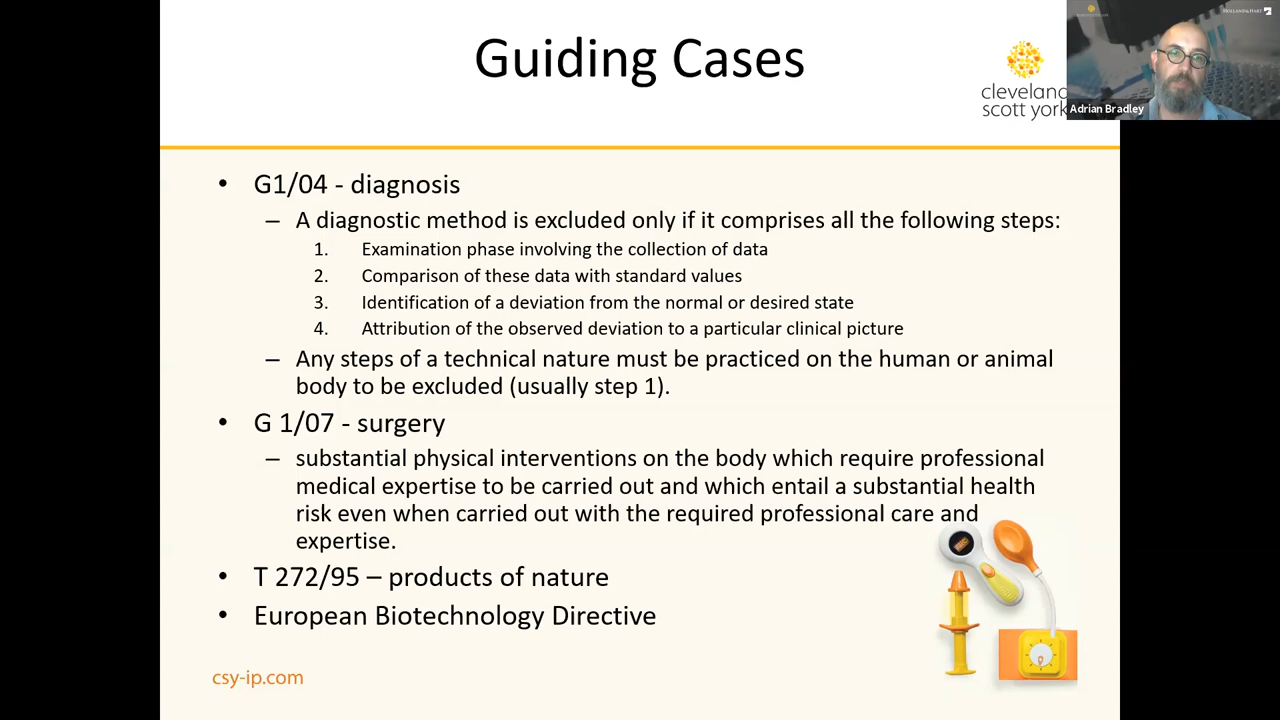 Guiding Cases
cleveland
scott york
HOLLAND&HART
Adrian Bradley
• G1/04 - diagnosis
– A diagnostic method is excluded only if it comprises all the following steps:
1. Examination phase involving the collection of data
2. Comparison of these data with standard values
3. Identification of a deviation from the normal or desired state
4. Attribution of the observed deviation to a particular clinical picture
– Any steps of a technical nature must be practiced on the human or animal
body to be excluded (usually step 1).
• G 1/07 - surgery
– substantial physical interventions on the body which require professional
medical expertise to be carried out and which entail a substantial health
risk even when carried out with the required professional care and
expertise.
• T 272/95 – products of nature
• European Biotechnology Directive
csy-ip.com